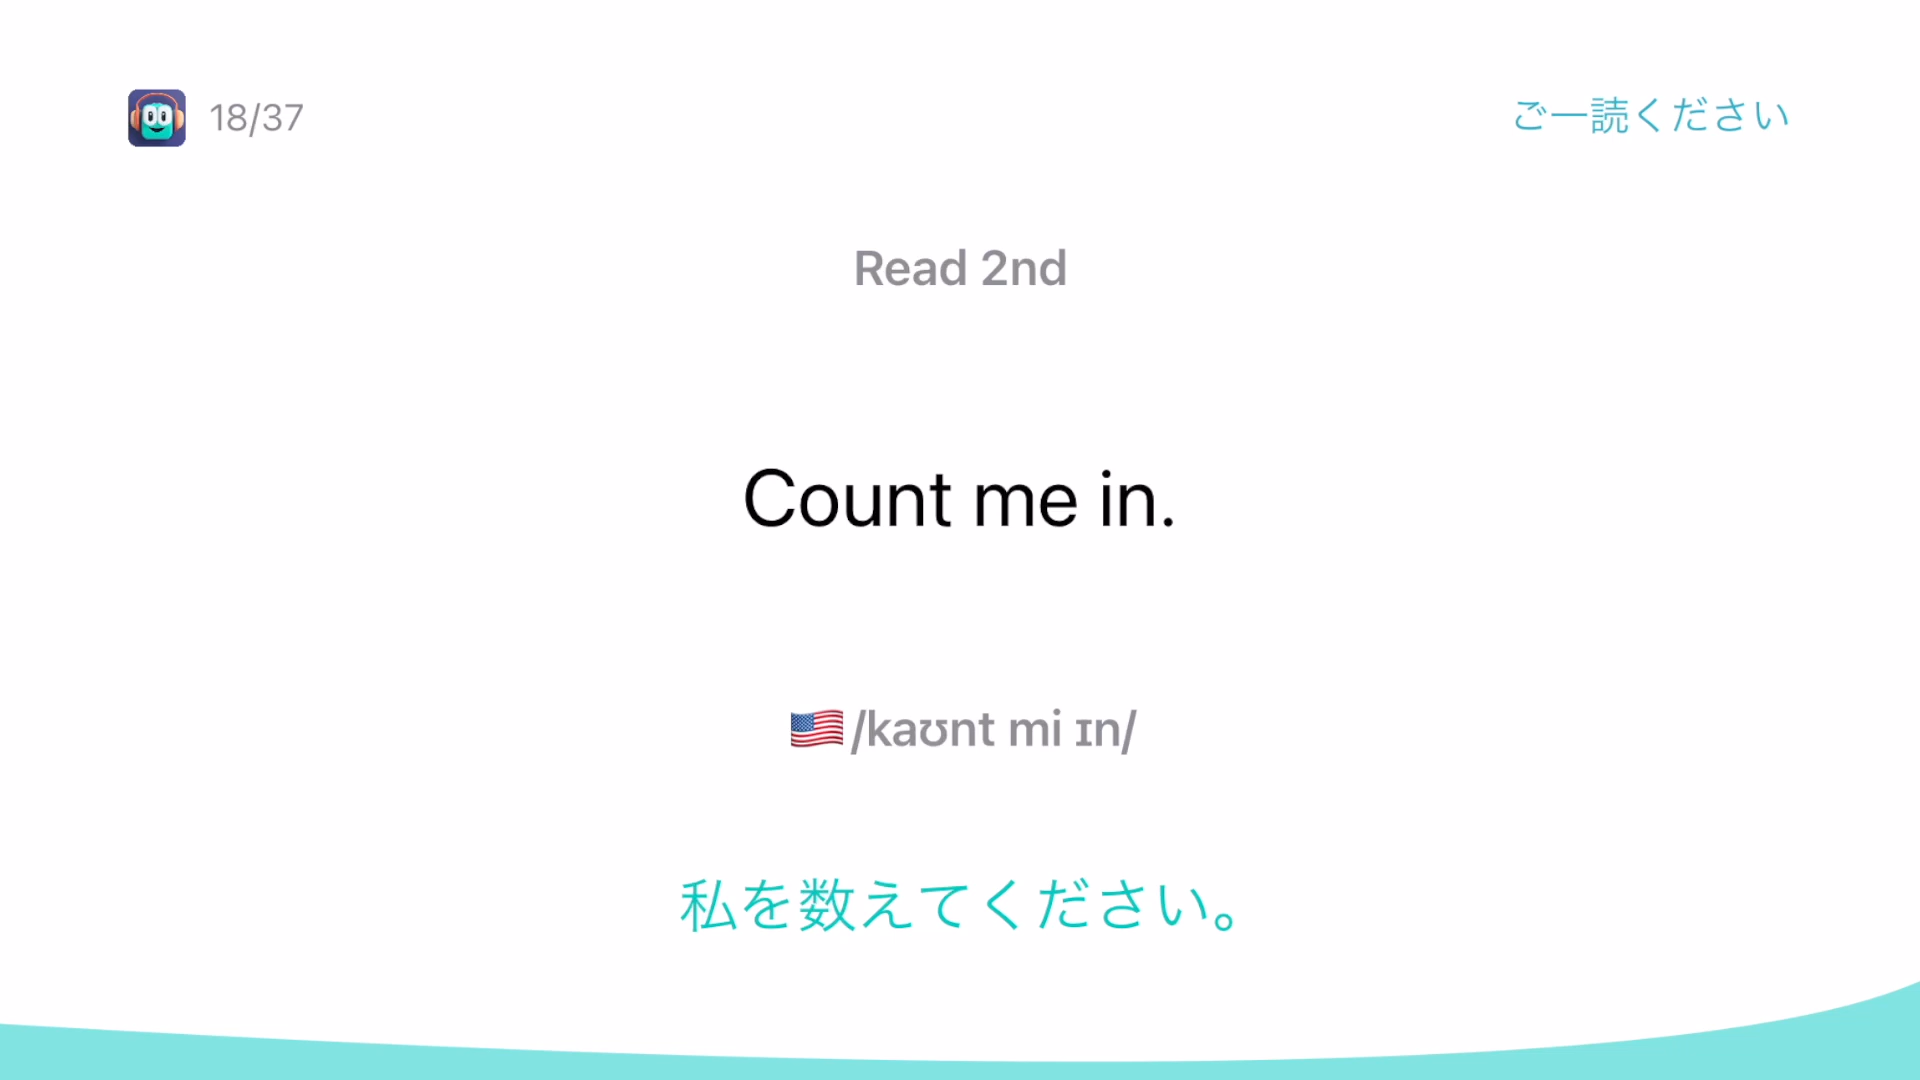 18/37
ご一読ください
Read 2nd
Count me in.
🇺🇸/kaʊnt mi ɪn/
私を数えてください。